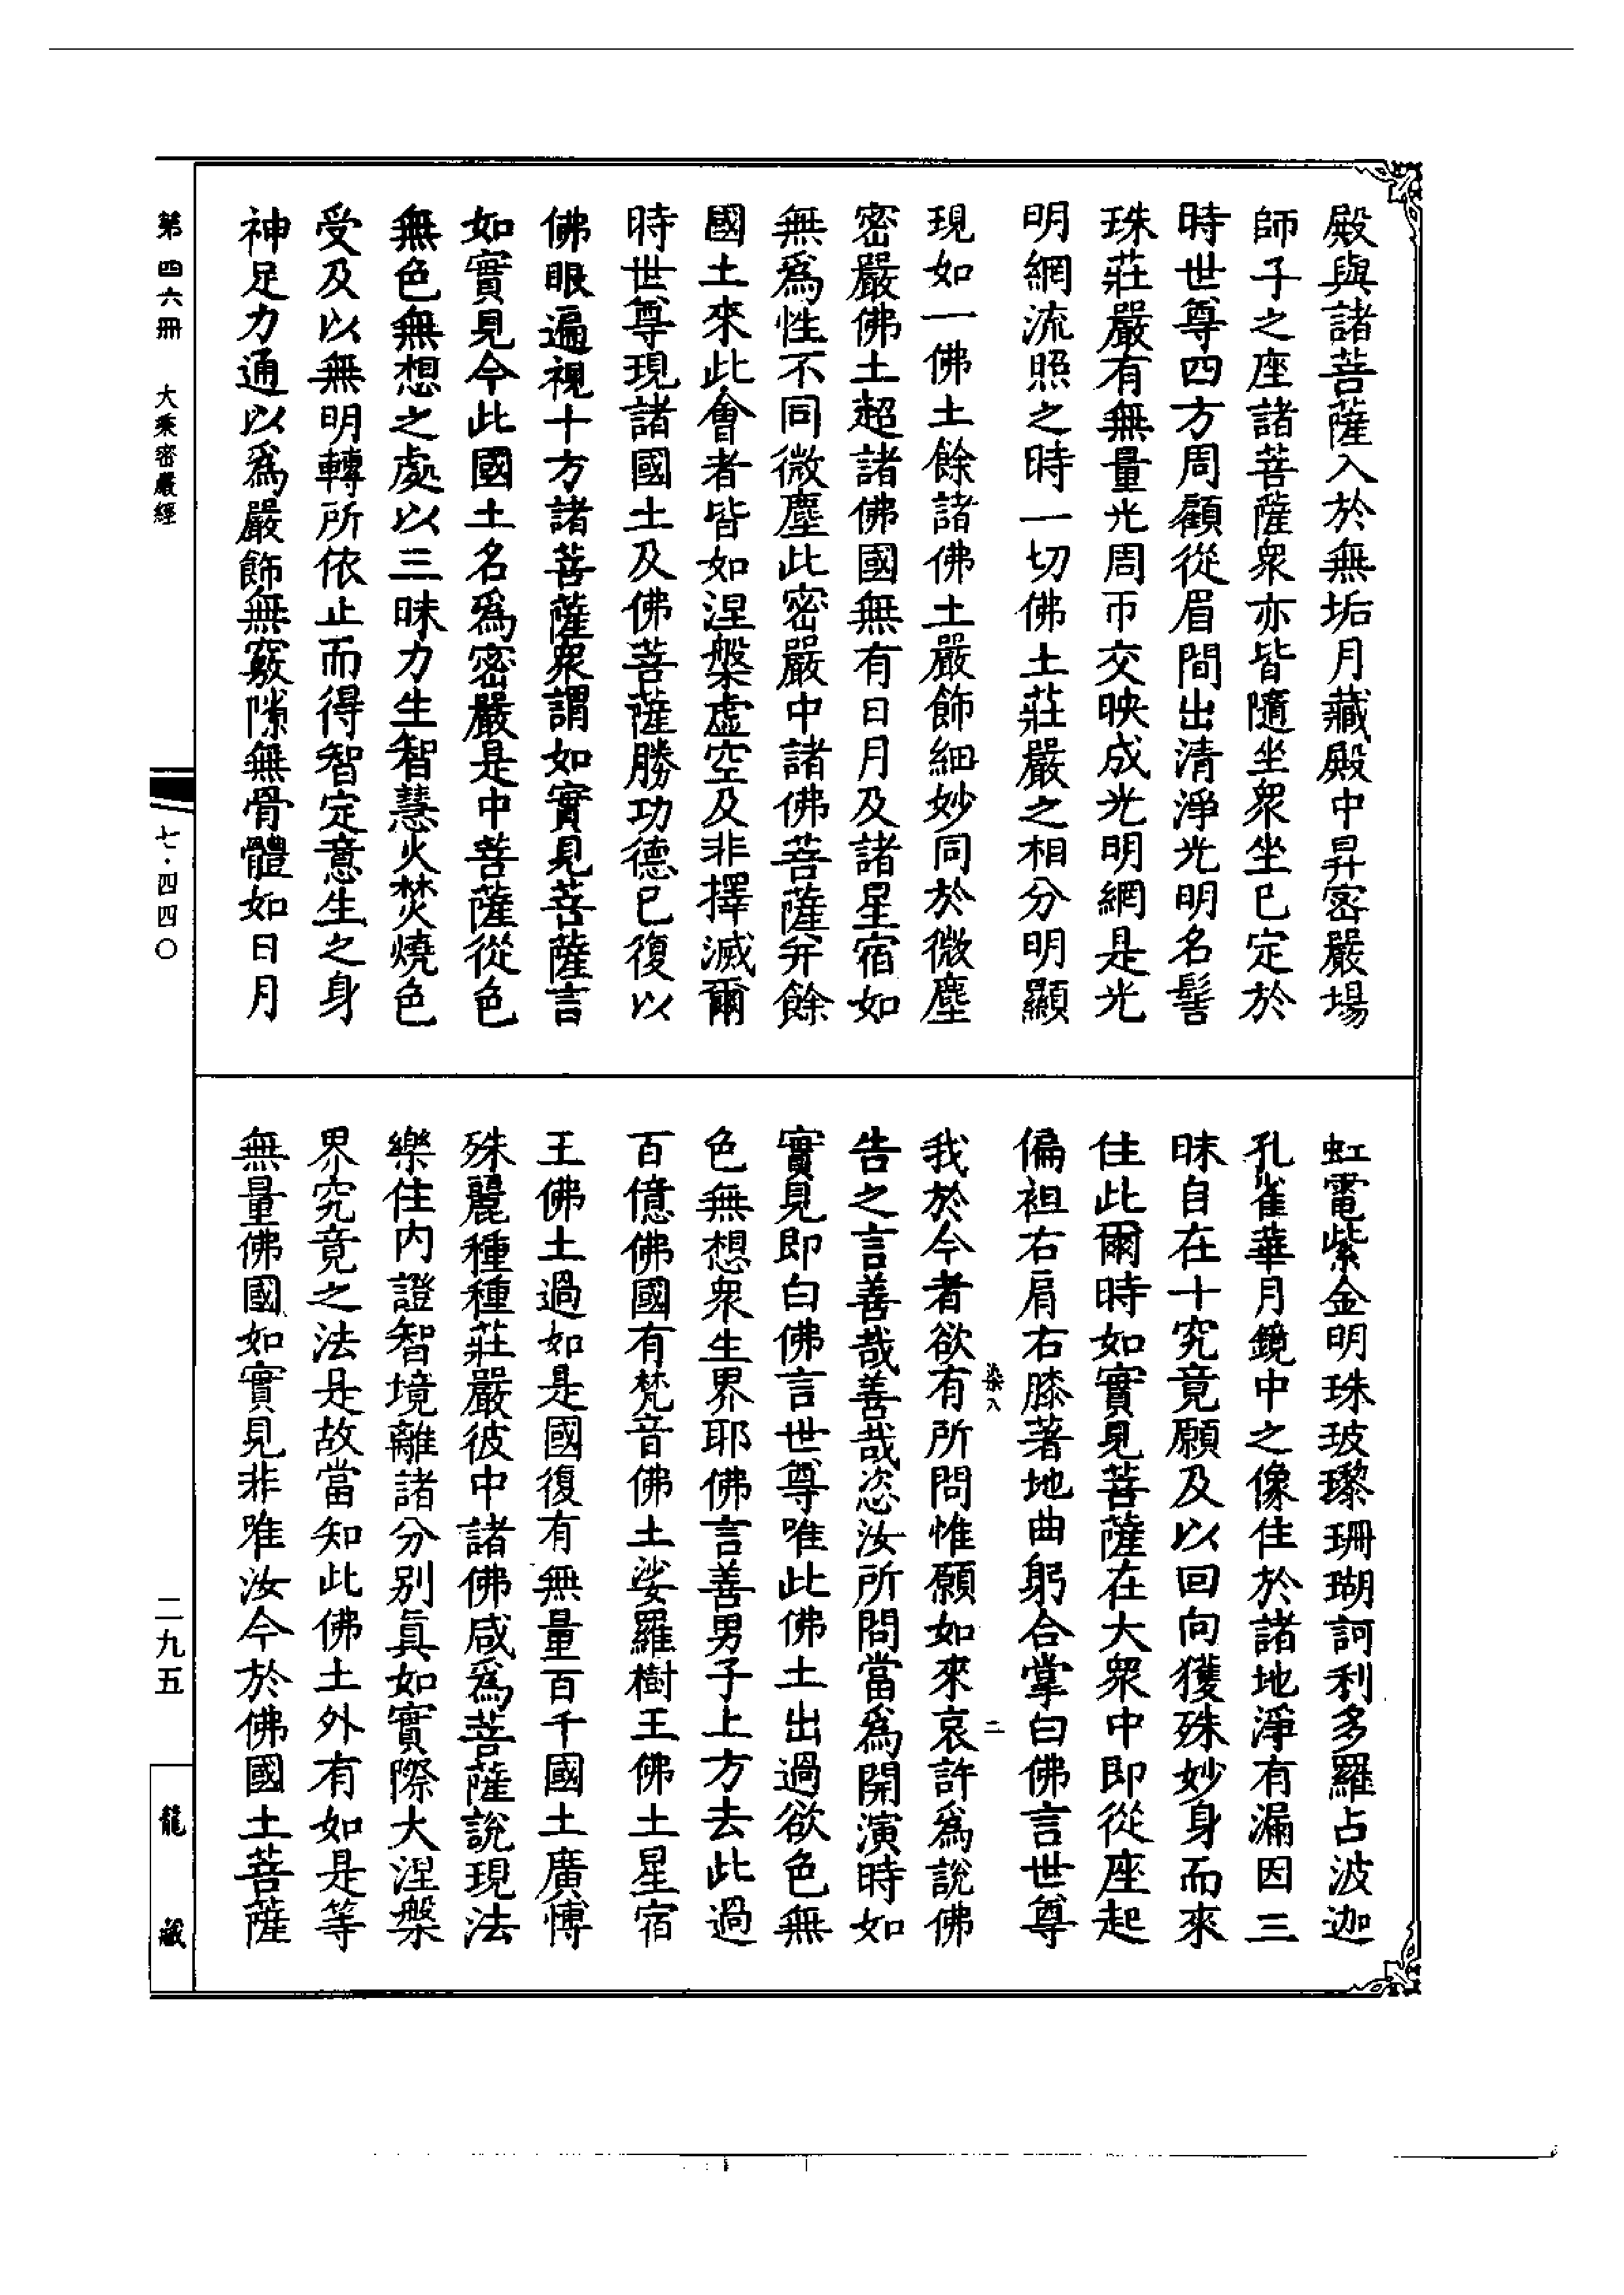 殿與諸菩薩入於無垢月藏殿中昇密嚴場
師子之座諸菩薩衆亦皆隨坐衆坐已定於
時世尊四方周顧從眉間出清淨光明名髻
珠莊嚴有無量光周帀交映成光明網是光
明網流照之時一切佛土莊嚴之相分明顯
現如一佛土餘諸佛土嚴飾細妙同於微塵
密嚴佛土超諸佛國無有日月及諸星宿如
無爲性不同微塵此密嚴中諸佛菩薩并餘
國土來此會者皆如涅槃虛空及非擇滅爾
時世尊現諸國土及佛菩薩勝功德已復以
佛眼遍視十方諸菩薩衆謂如實見菩薩言
如實見今此國土名爲密嚴是中菩薩從色
無色無想之處以三昧力生智慧火焚燒色
受及以無明轉所依止而得智定意生之身
神足力通以爲嚴飾無竅隙無骨體如日月
虹電紫金明珠玻瓈珊瑚訶利多羅占波迦
孔雀華月鏡中之像住於諸地淨有漏因三
昧自在十究竟願及以回向獲殊妙身而來
住此爾時如實見菩薩在大衆中即從座起
偏袒右肩右膝著地曲躬合掌白佛言世尊
染八 二
我於今者欲有所問惟願如來哀許爲說佛
告之言善哉善哉恣汝所問當爲開演時如
實見即白佛言世尊唯此佛土出過欲色無
色無想衆生界耶佛言善男子上方去此過
百億佛國有梵音佛土娑羅樹王佛土星宿
王佛土過如是國復有無量百千國土廣博
殊麗種種莊嚴彼中諸佛咸爲菩薩說現法
樂住內證智境離諸分別真如實際大涅槃
界究竟之法是故當知此佛土外有如是等
無量佛國如實見非唯汝今於佛國土菩薩
第四六冊 大乘密嚴經
七·四四〇
二九五
龍藏